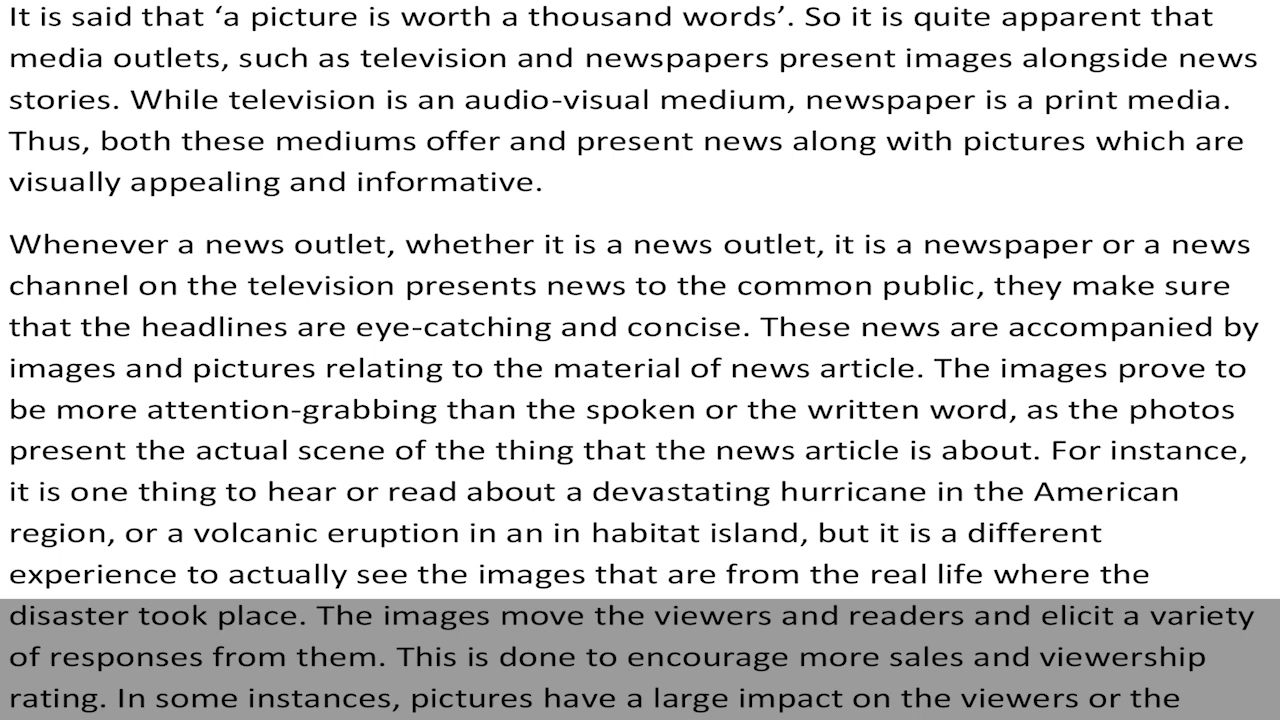 It is said that ‘a picture is worth a thousand words’. So it is quite apparent that
media outlets, such as television and newspapers present images alongside news
stories. While television is an audio-visual medium, newspaper is a print media.
Thus, both these mediums offer and present news along with pictures which are
visually appealing and informative.
Whenever a news outlet, whether it is a news outlet, it is a newspaper or a news
channel on the television presents news to the common public, they make sure
that the headlines are eye-catching and concise. These news are accompanied by
images and pictures relating to the material of news article. The images prove to
be more attention-grabbing than the spoken or the written word, as the photos
present the actual scene of the thing that the news article is about. For instance,
it is one thing to hear or read about a devastating hurricane in the American
region, or a volcanic eruption in an in habitat island, but it is a different
experience to actually see the images that are from the real life where the
disaster took place. The images move the viewers and readers and elicit a variety
of responses from them. This is done to encourage more sales and viewership
rating. In some instances, pictures have a large impact on the viewers or the